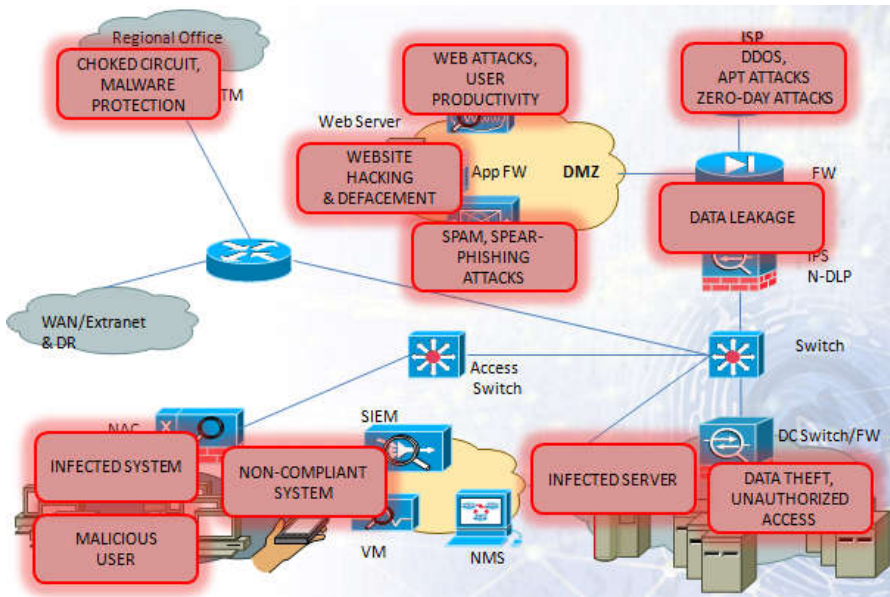 Regional Office
CHOKED CIRCUIT,
MALWARE
PROTECTION
TM
WEB ATTACKS,
USER
PRODUCTIVITY
ISP
DDOS,
APT ATTACKS
ZERO-DAY ATTACKS
Web Server
WEBSITE
HACKING
& DEFACEMENT
App FW
DMZ
FW
DATA LEAKAGE
SPAM, SPEAR-
PHISHING
ATTACKS
IPS
N-DLP
WAN/Extranet
& DR
Access
Switch
Switch
NAC
SIEM
DC Switch/FW
INFECTED SYSTEM
NON-COMPLIANT
SYSTEM
INFECTED SERVER
DATA THEFT,
UNAUTHORIZED
ACCESS
MALICIOUS
USER
VM
NMS